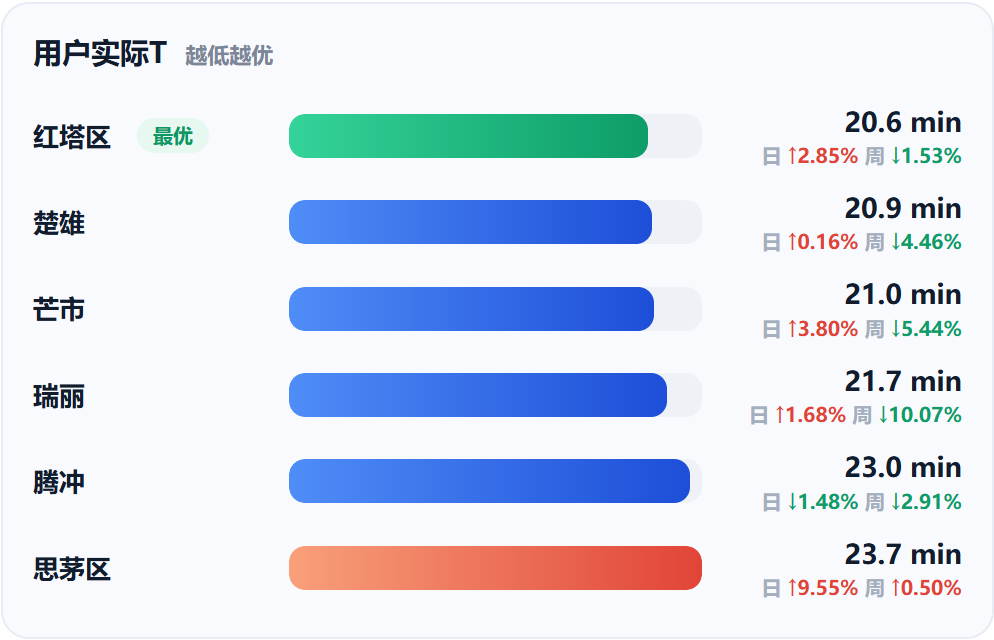 用户实际T 越低越优
红塔区 最优 20.6 min
日 ↑2.85% 周 ↓1.53%
楚雄 20.9 min
日 ↑0.16% 周 ↓4.46%
芒市 21.0 min
日 ↑3.80% 周 ↓5.44%
瑞丽 21.7 min
日 ↑1.68% 周 ↓10.07%
腾冲 23.0 min
日 ↓1.48% 周 ↓2.91%
思茅区 23.7 min
日 ↑9.55% 周 ↑0.50%